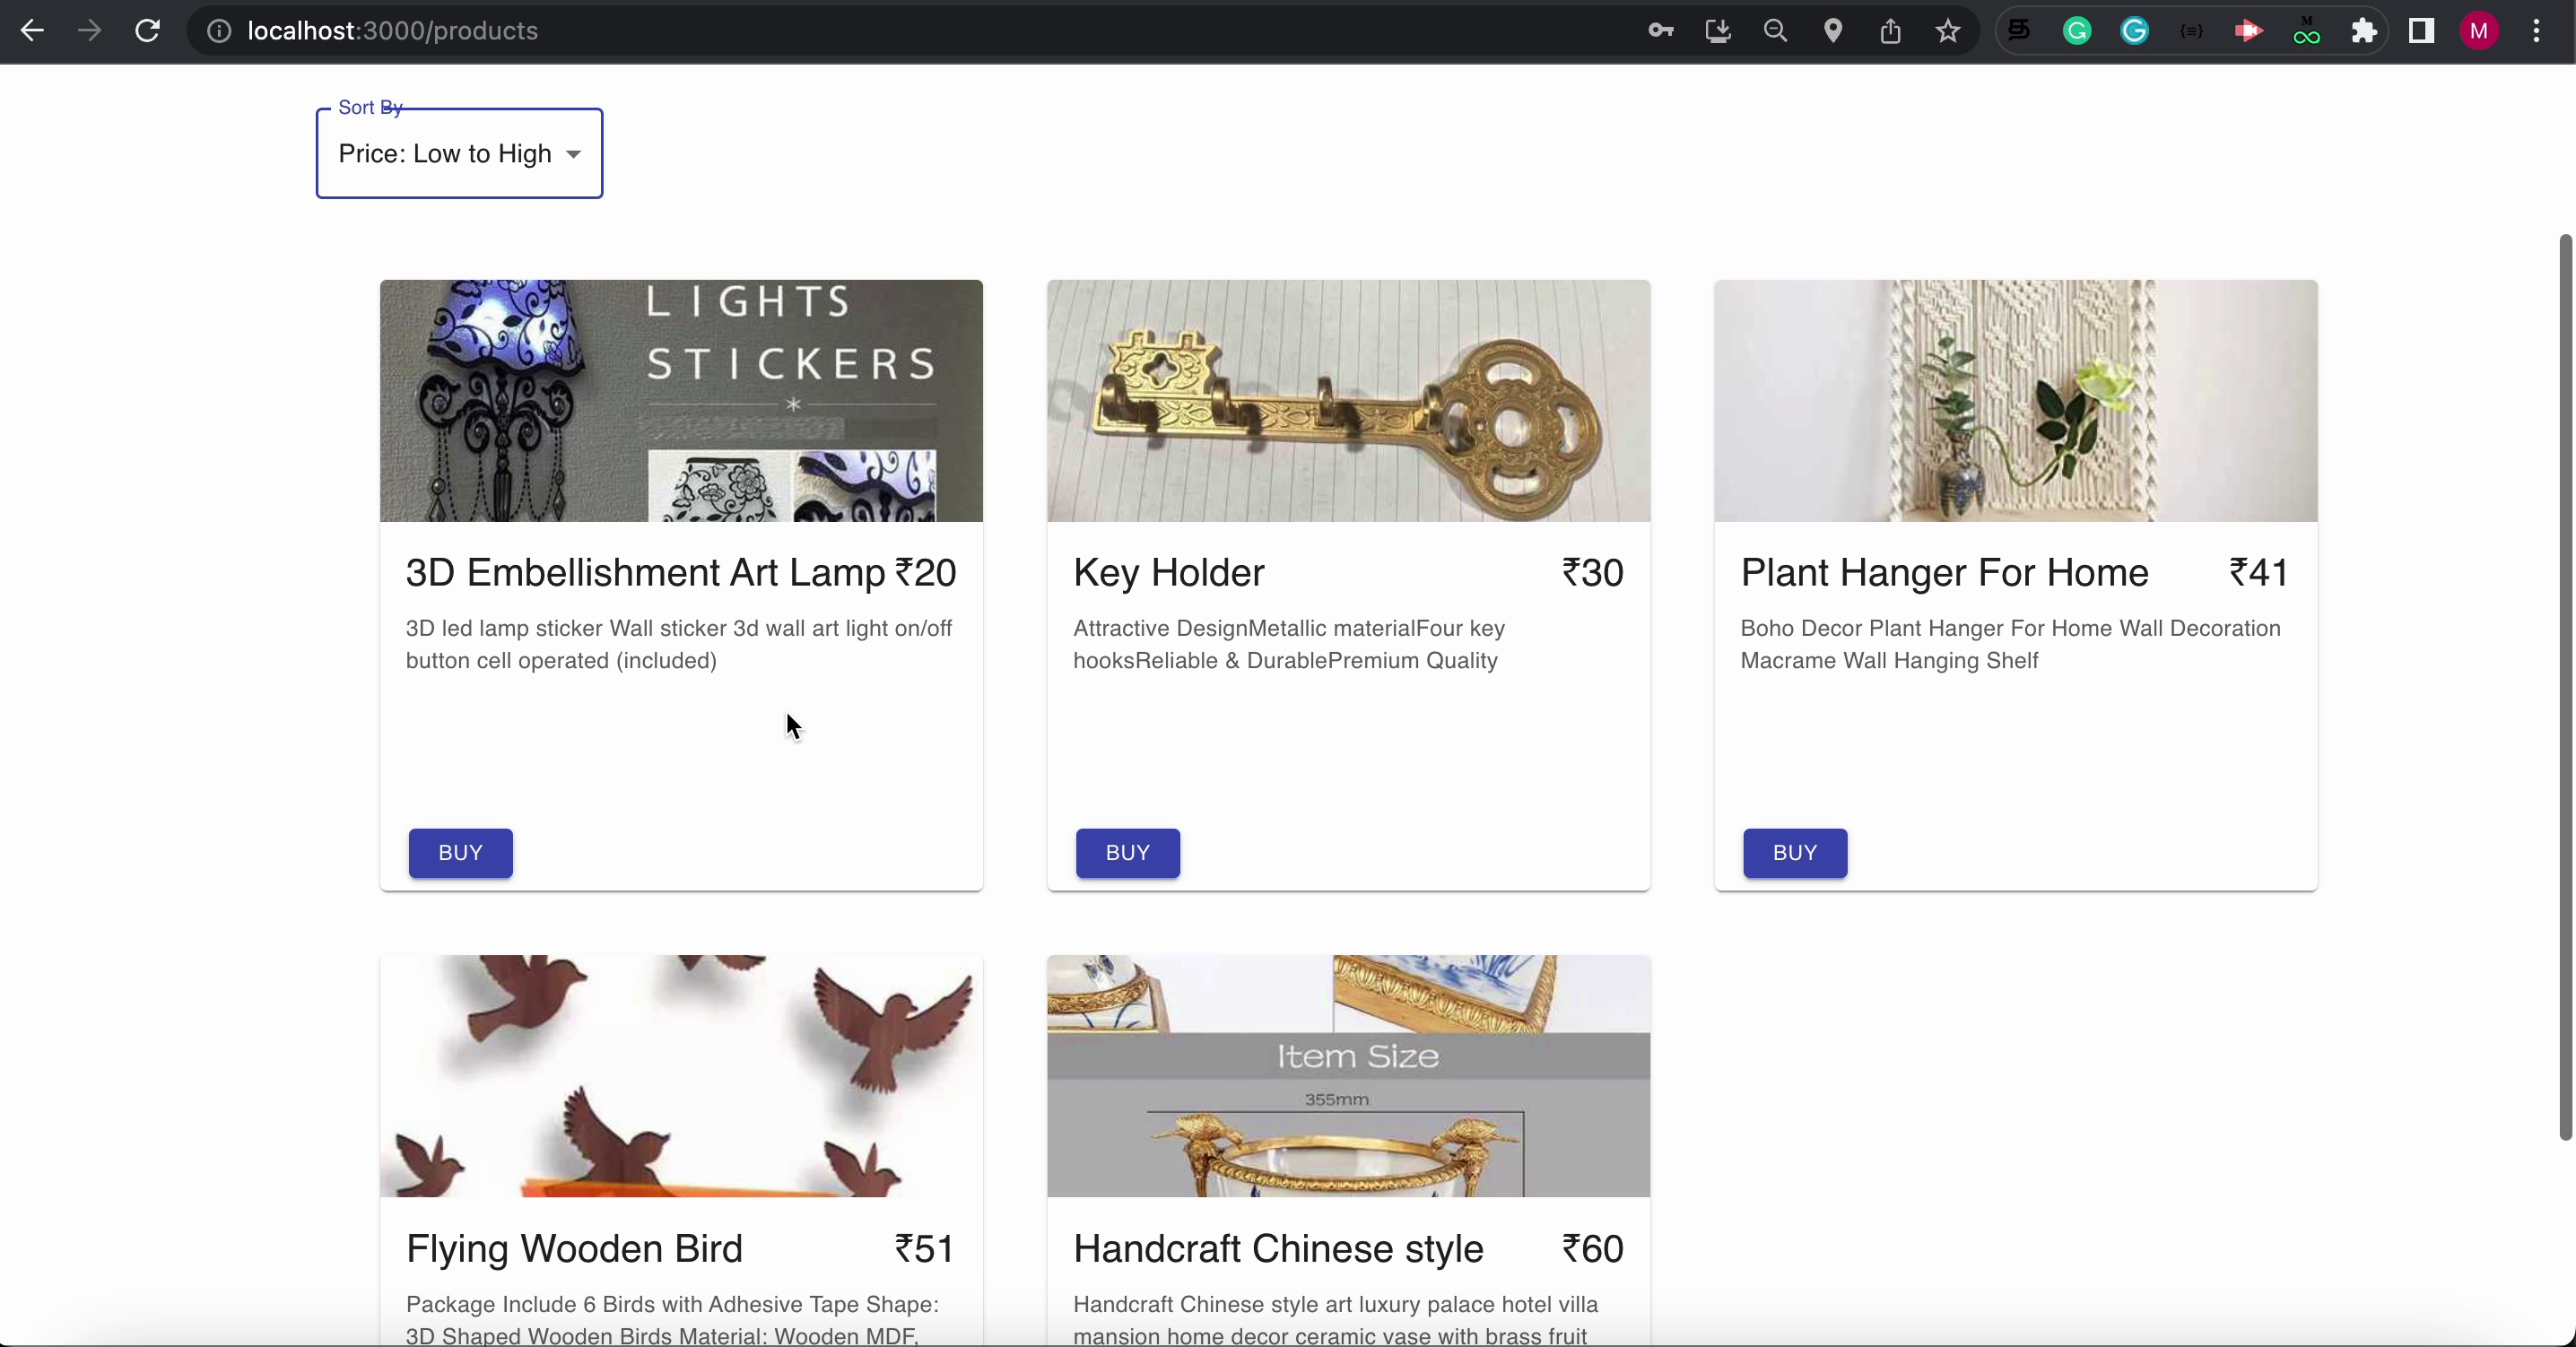 localhost:3000/products
M
M
Sort By
Price: Low to High
LIGHTS
STICKERS
3D Embellishment Art Lamp ₹20
3D led lamp sticker Wall sticker 3d wall art light on/off
button cell operated (included)
BUY
Key Holder ₹30
Attractive DesignMetallic materialFour key
hooksReliable & DurablePremium Quality
BUY
Plant Hanger For Home ₹41
Boho Decor Plant Hanger For Home Wall Decoration
Macrame Wall Hanging Shelf
BUY
Flying Wooden Bird ₹51
Package Include 6 Birds with Adhesive Tape Shape:
3D Shaped Wooden Birds Material: Wooden MDF,
Item Size
355mm
Handcraft Chinese style ₹60
Handcraft Chinese style art luxury palace hotel villa
mansion home decor ceramic vase with brass fruit